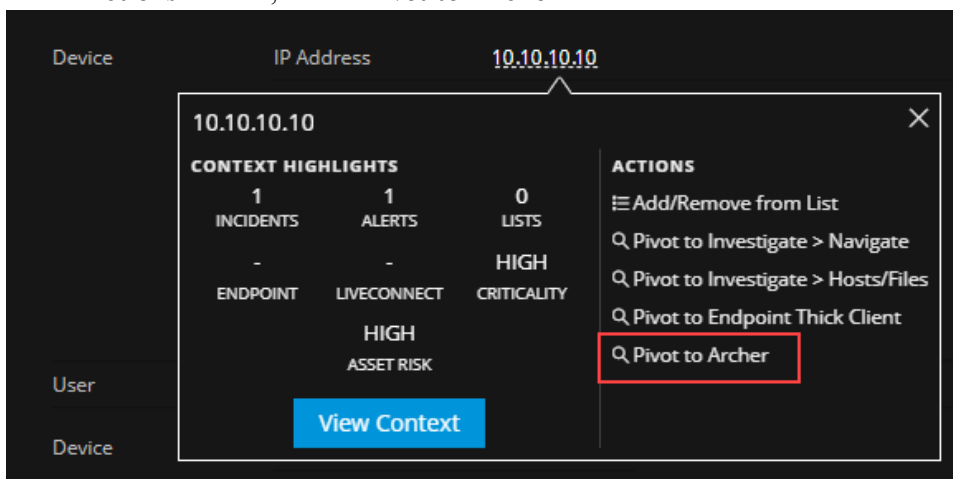 Device IP Address 10.10.10.10
10.10.10.10
CONTEXT HIGHLIGHTS
1 1 0
INCIDENTS ALERTS LISTS
- - HIGH
ENDPOINT LIVECONNECT CRITICALITY
HIGH
ASSET RISK
View Context
ACTIONS
Add/Remove from List
Pivot to Investigate > Navigate
Pivot to Investigate > Hosts/Files
Pivot to Endpoint Thick Client
Pivot to Archer
User
Device